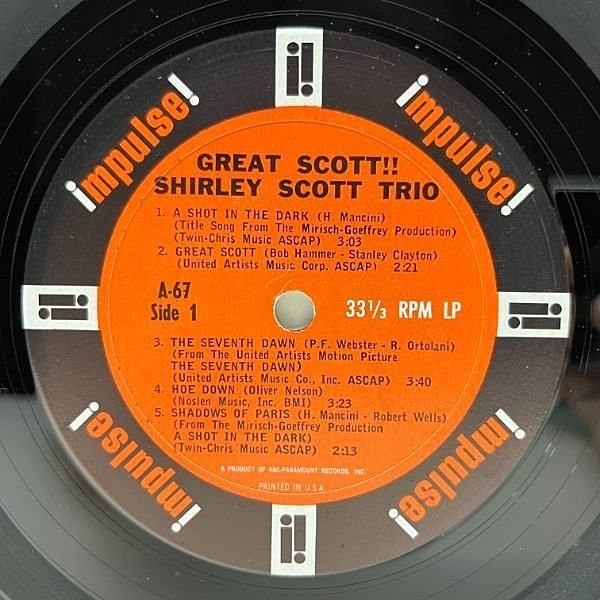 impulse!
impulse!
GREAT SCOTT!!
SHIRLEY SCOTT TRIO
1. A SHOT IN THE DARK (H. Mancini)
(Title Song From The Mirisch-Goeffrey Production)
(Twin-Chris Music ASCAP) 3:03
2. GREAT SCOTT (Bob Hammer - Stanley Clayton)
(United Artists Music Corp. ASCAP) 2:21
A-67
Side 1
33 1/3 RPM LP
3. THE SEVENTH DAWN (P.F. Webster - R. Ortolani)
(From The United Artists Motion Picture
THE SEVENTH DAWN)
(United Artists Music Co., Inc. ASCAP) 3:40
4. HOE DOWN (Oliver Nelson)
(Noslen Music, Inc. BMI) 3:23
5. SHADOWS OF PARIS (H. Mancini - Robert Wells)
(From The Mirisch-Goeffrey Production
A SHOT IN THE DARK)
(Twin-Chris Music ASCAP) 2:13
A PRODUCT OF ABC-PARAMOUNT RECORDS, INC.
PRINTED IN U.S.A.
impulse!
impulse!